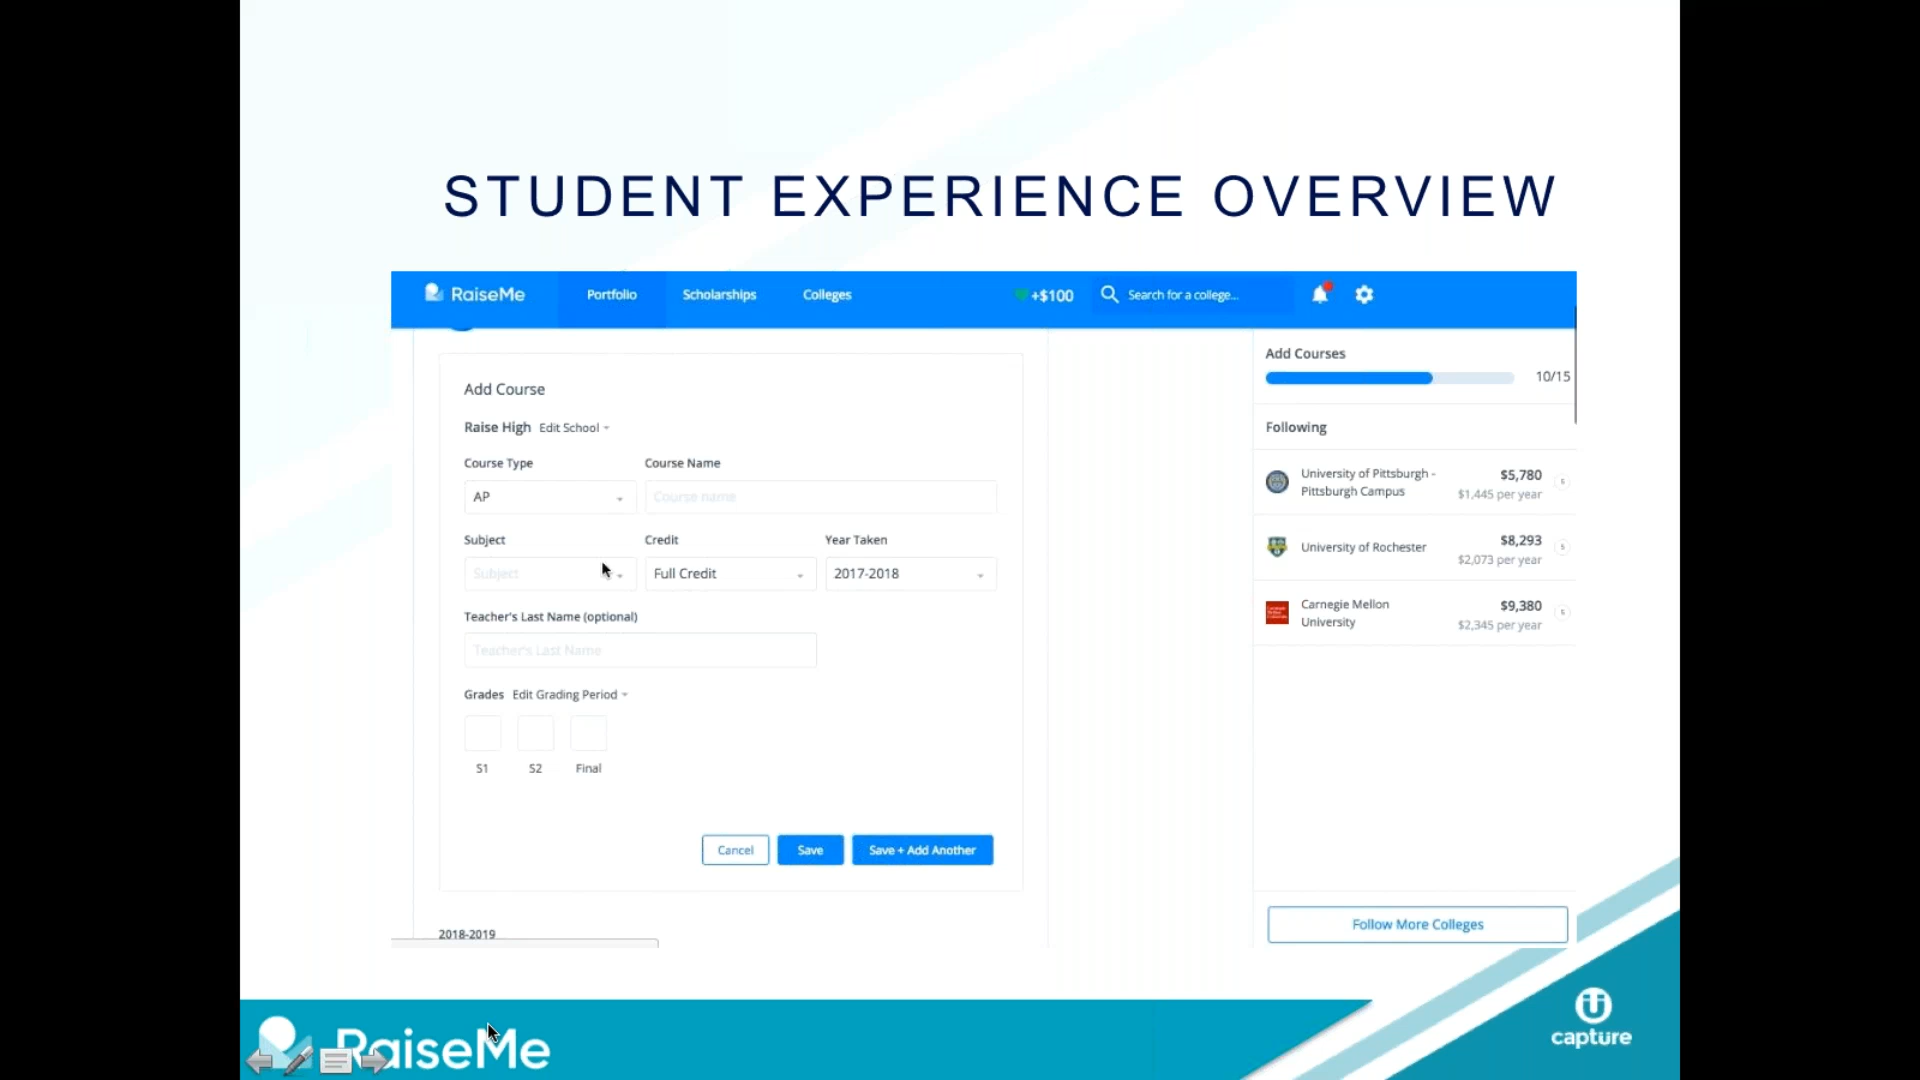 STUDENT EXPERIENCE OVERVIEW
RaiseMe Portfolio Scholarships Colleges +$100 Search for a college...
Add Course
Raise High Edit School
Course Type Course Name
AP Course name
Subject Credit Year Taken
Subject Full Credit 2017-2018
Teacher's Last Name (optional)
Teacher's Last Name
Grades Edit Grading Period
S1 S2 Final
Cancel Save Save + Add Another
2018-2019
Add Courses
10/15
Following
University of Pittsburgh - $5,780
Pittsburgh Campus $1,445 per year
University of Rochester $8,293
$2,073 per year
Carnegie Mellon $9,380
University $2,345 per year
Follow More Colleges
RaiseMe
capture